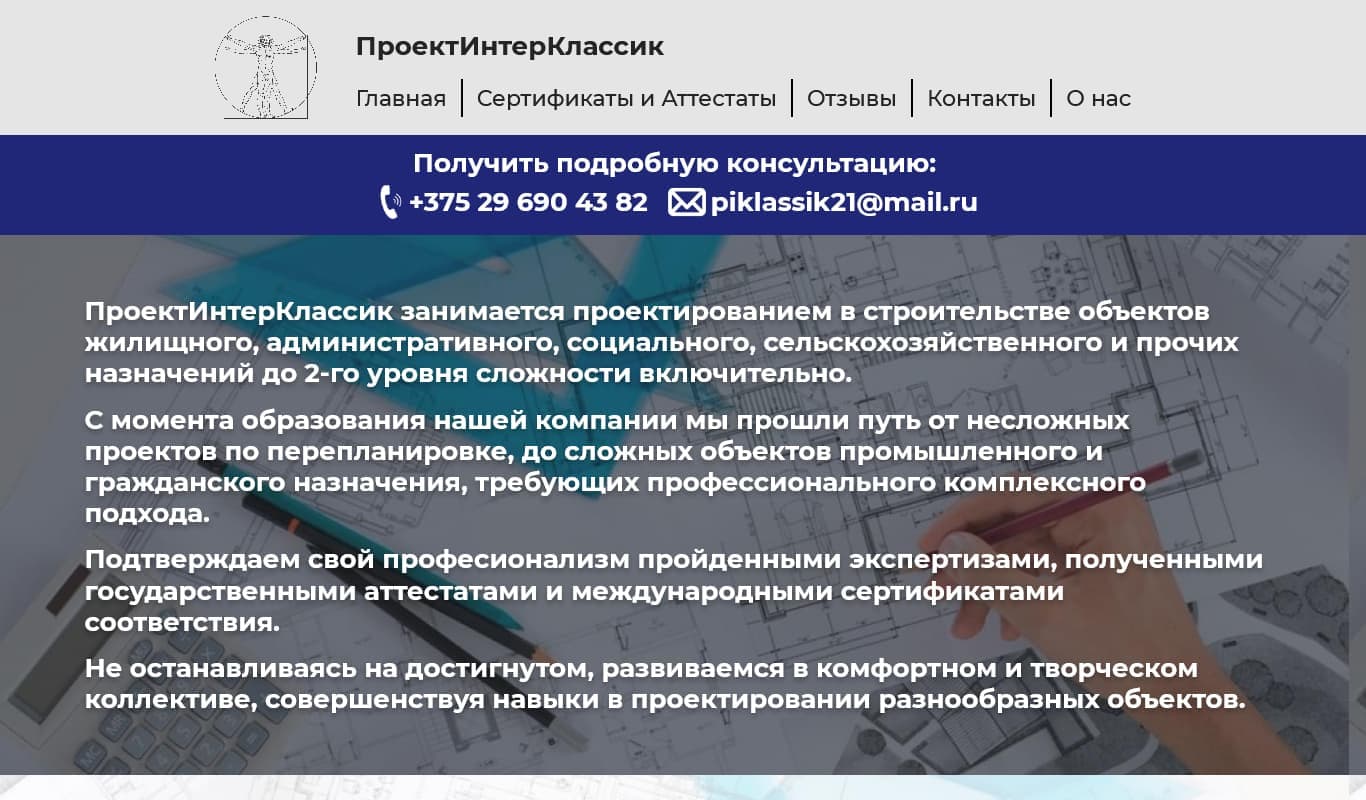 ПроектИнтерКлассик
Главная
Сертификаты и Аттестаты
Отзывы
Контакты
О нас
Получить подробную консультацию:
+375 29 690 43 82 piklassik21@mail.ru
ПроектИнтерКлассик занимается проектированием в строительстве объектов
жилищного, административного, социального, сельскохозяйственного и прочих
назначений до 2-го уровня сложности включительно.
С момента образования нашей компании мы прошли путь от несложных
проектов по перепланировке, до сложных объектов промышленного и
гражданского назначения, требующих профессионального комплексного
подхода.
Подтверждаем свой професионализм пройденными экспертизами, полученными
государственными аттестатами и международными сертификатами
соответствия.
Не останавливаясь на достигнутом, развиваемся в комфортном и творческом
коллективе, совершенствуя навыки в проектировании разнообразных объектов.